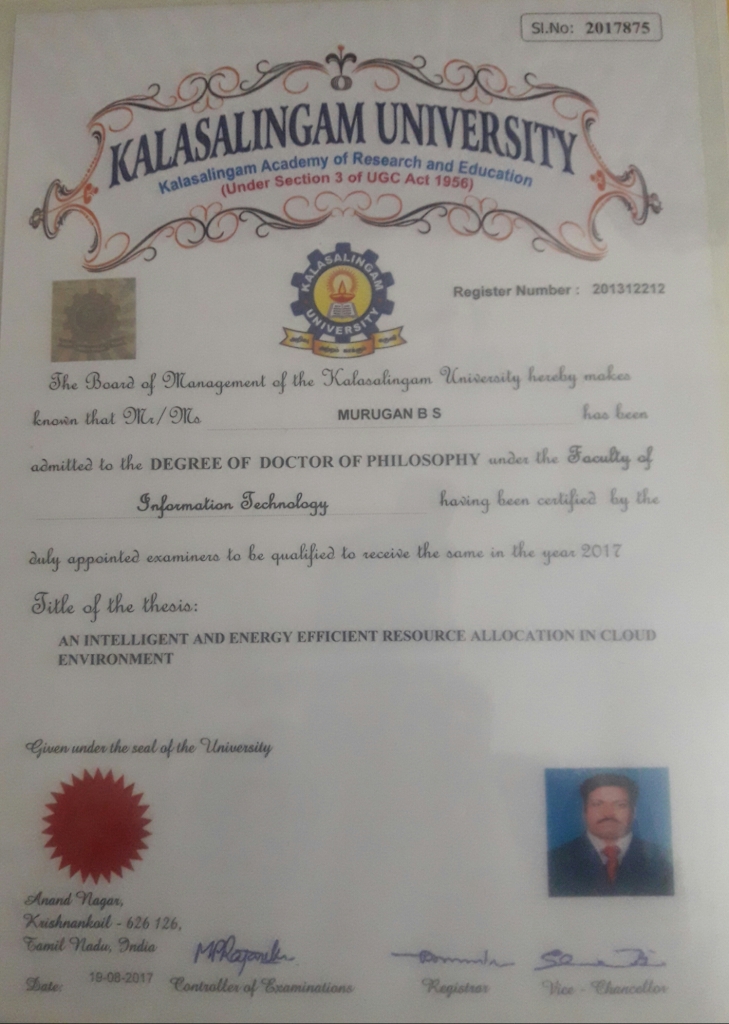 Sl.No: 2017875
KALASALINGAM UNIVERSITY
Kalasalingam Academy of Research and Education
(Under Section 3 of UGC Act 1956)
KALASALINGAM
UNIVERSITY
Register Number : 201312212
The Board of Management of the Kalasalingam University hereby makes
known that Mr/Ms MURUGAN B S has been
admitted to the DEGREE OF DOCTOR OF PHILOSOPHY under the Faculty of
Information Technology having been certified by the
duly appointed examiners to be qualified to receive the same in the year 2017
Title of the thesis:
AN INTELLIGENT AND ENERGY EFFICIENT RESOURCE ALLOCATION IN CLOUD
ENVIRONMENT
Given under the seal of the University
Anand Nagar,
Krishnankoil - 626 126,
Tamil Nadu, India
Date: 19-08-2017 Controller of Examinations Registrar Vice - Chancellor